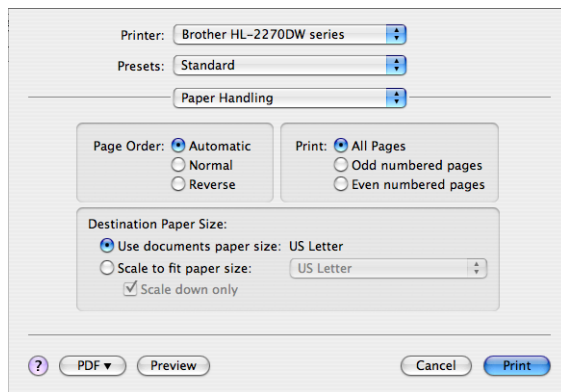 Printer: Brother HL-2270DW series
Presets: Standard
Paper Handling
Page Order: Automatic
Normal
Reverse
Print: All Pages
Odd numbered pages
Even numbered pages
Destination Paper Size:
Use documents paper size: US Letter
Scale to fit paper size: US Letter
Scale down only
? PDF▼ Preview Cancel Print